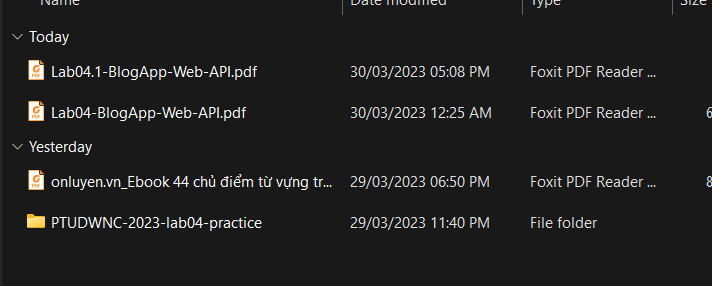 Name Date modified Type Size
Today
Lab04.1-BlogApp-Web-API.pdf 30/03/2023 05:08 PM Foxit PDF Reader ...
Lab04-BlogApp-Web-API.pdf 30/03/2023 12:25 AM Foxit PDF Reader ... 6
Yesterday
onluyen.vn_Ebook 44 chủ điểm từ vựng tr... 29/03/2023 06:50 PM Foxit PDF Reader ... 8
PTUDWNC-2023-lab04-practice 29/03/2023 11:40 PM File folder